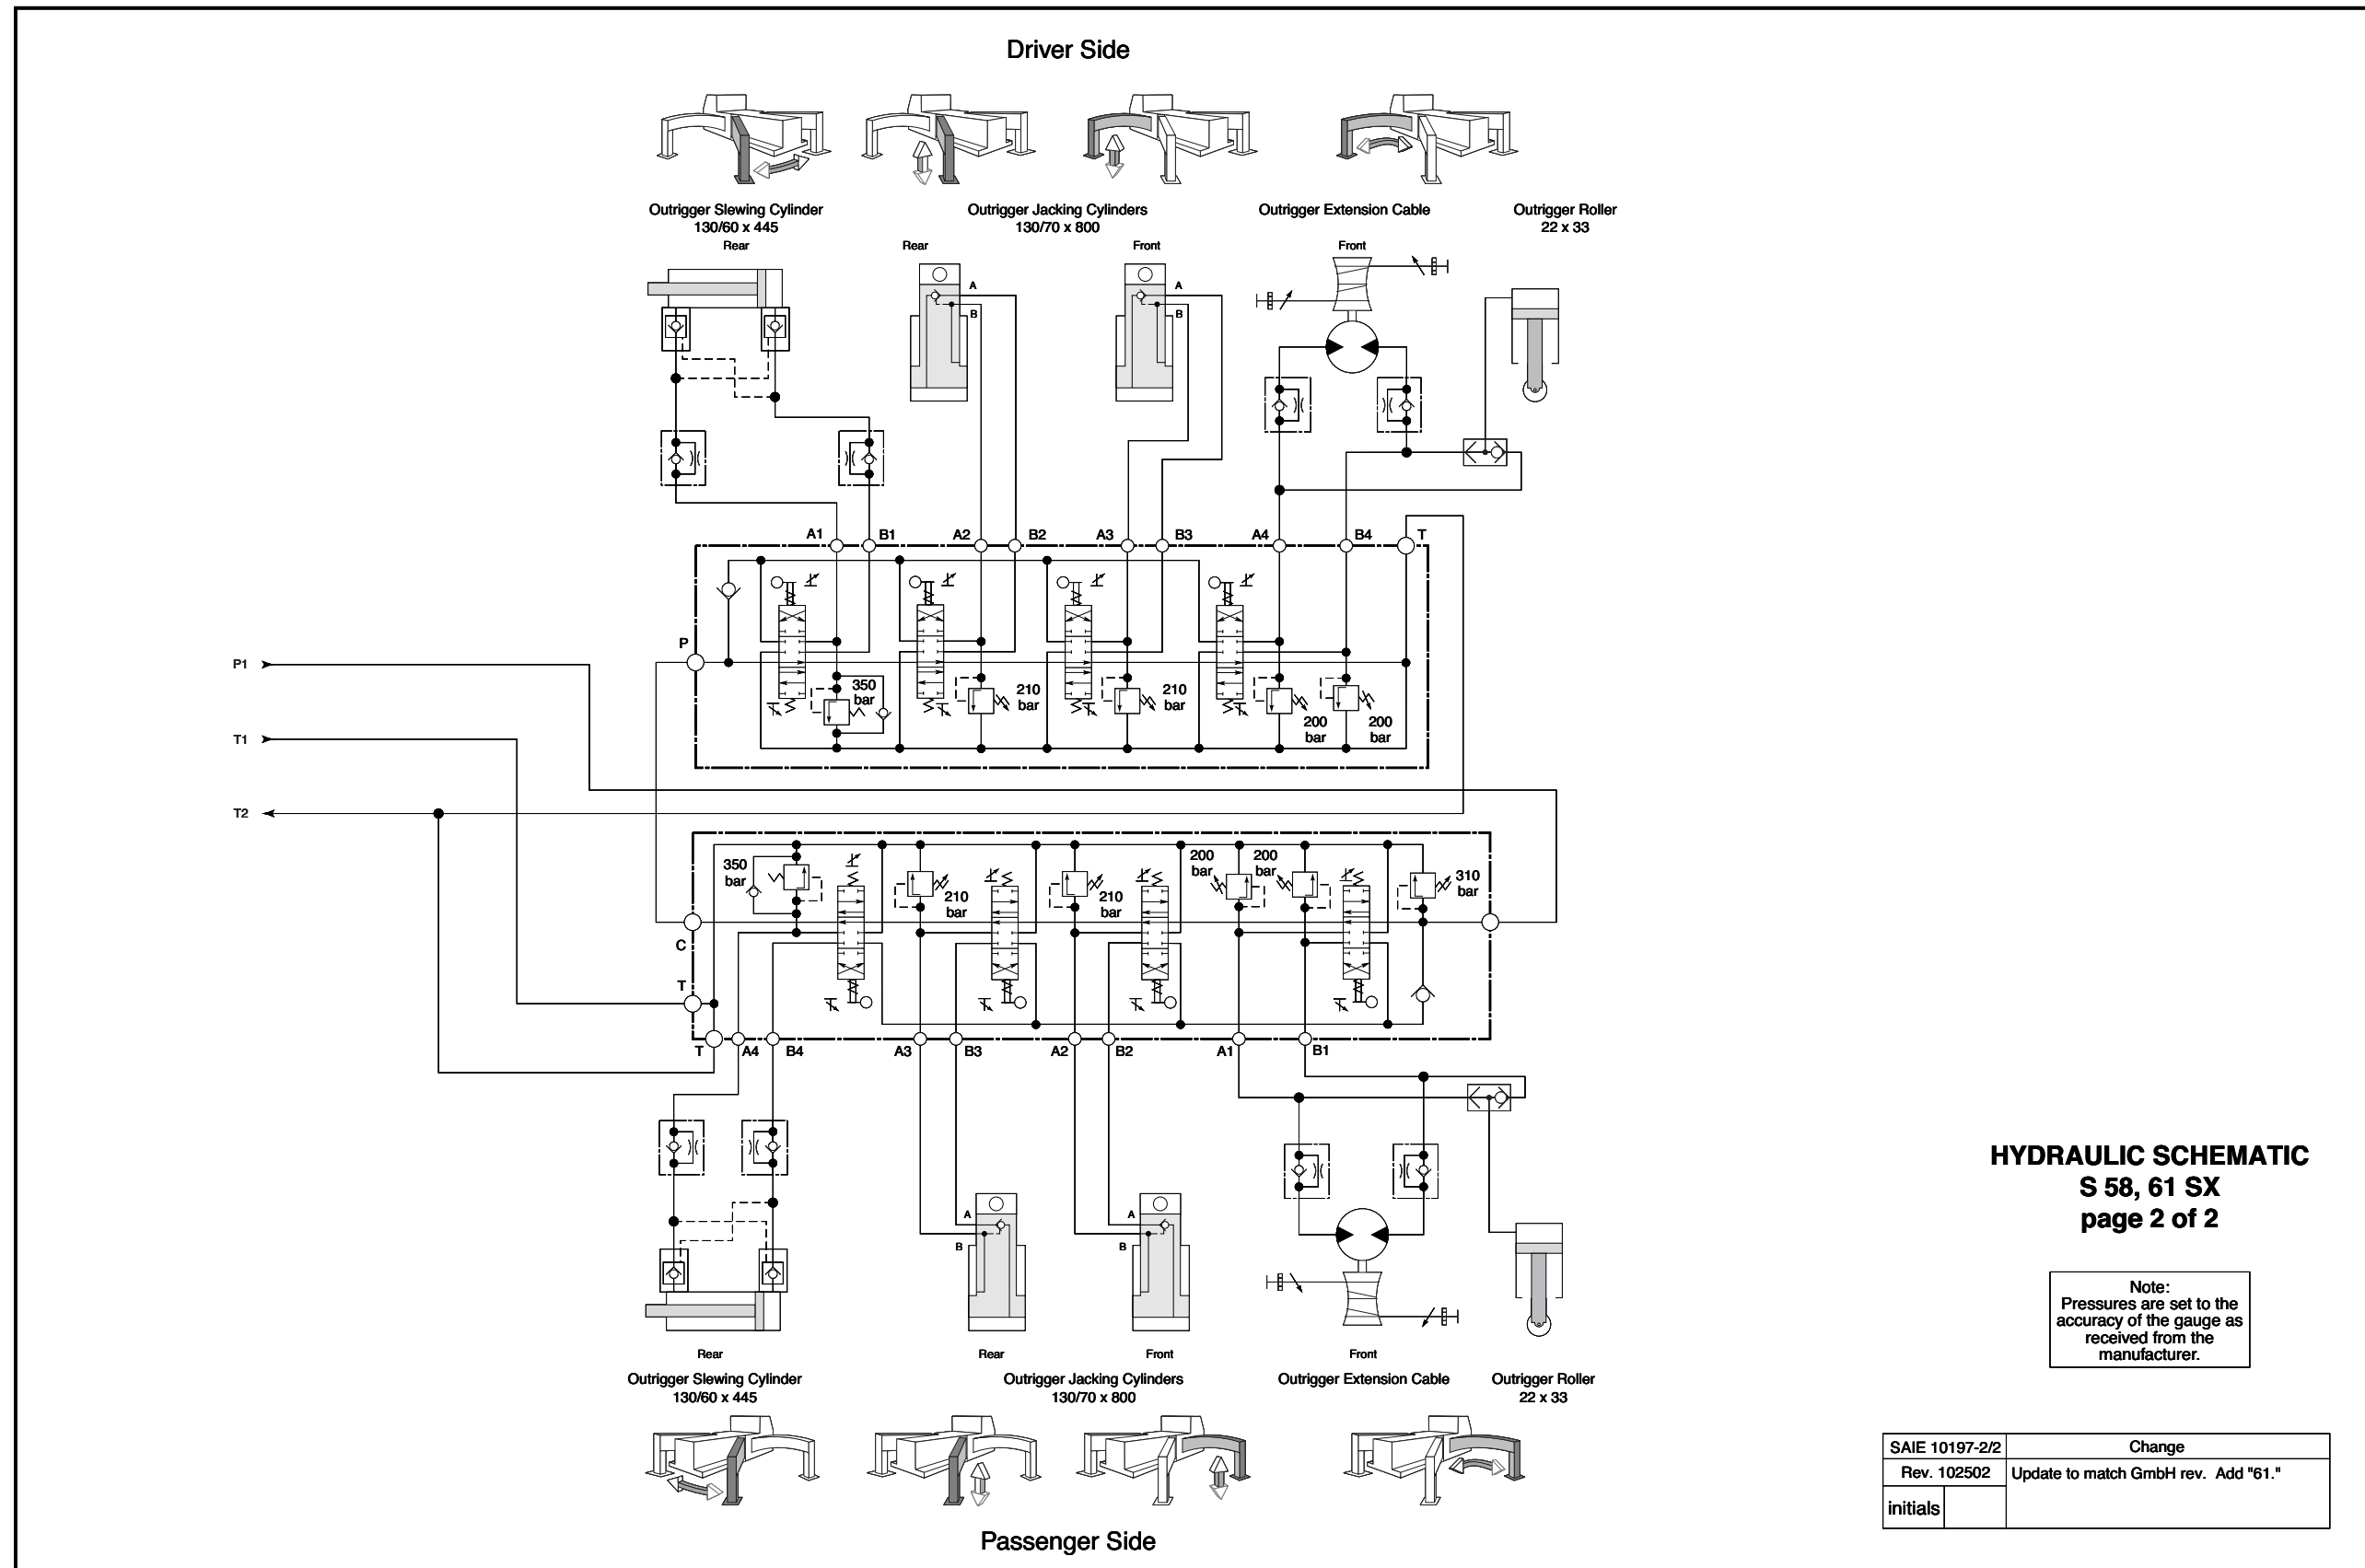 Driver Side
Outrigger Slewing Cylinder
130/60 x 445
Rear
Outrigger Jacking Cylinders
130/70 x 800
Rear
Front
Outrigger Extension Cable
Front
Outrigger Roller
22 x 33
A
B
A
B
A1
B1
A2
B2
A3
B3
A4
B4
T
P
350
bar
210
bar
210
bar
200
bar
200
bar
P1
T1
T2
350
bar
210
bar
210
bar
200
bar
200
bar
310
bar
C
T
T
A4
B4
A3
B3
A2
B2
A1
B1
A
B
A
B
Rear
Outrigger Slewing Cylinder
130/60 x 445
Rear
Front
Outrigger Jacking Cylinders
130/70 x 800
Front
Outrigger Extension Cable
Outrigger Roller
22 x 33
Passenger Side
HYDRAULIC SCHEMATIC
S 58, 61 SX
page 2 of 2
Note:
Pressures are set to the
accuracy of the gauge as
received from the
manufacturer.
SAIE 10197-2/2
Change
Rev. 102502
Update to match GmbH rev. Add "61."
initials